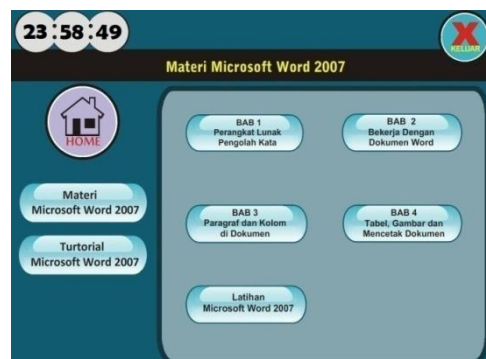 23:58:49
KELUAR
Materi Microsoft Word 2007
HOME
Materi
Microsoft Word 2007
Turtorial
Microsoft Word 2007
BAB 1
Perangkat Lunak
Pengolah Kata
BAB 2
Bekerja Dengan
Dokumen Word
BAB 3
Paragraf dan Kolom
di Dokumen
BAB 4
Tabel, Gambar dan
Mencetak Dokumen
Latihan
Microsoft Word 2007